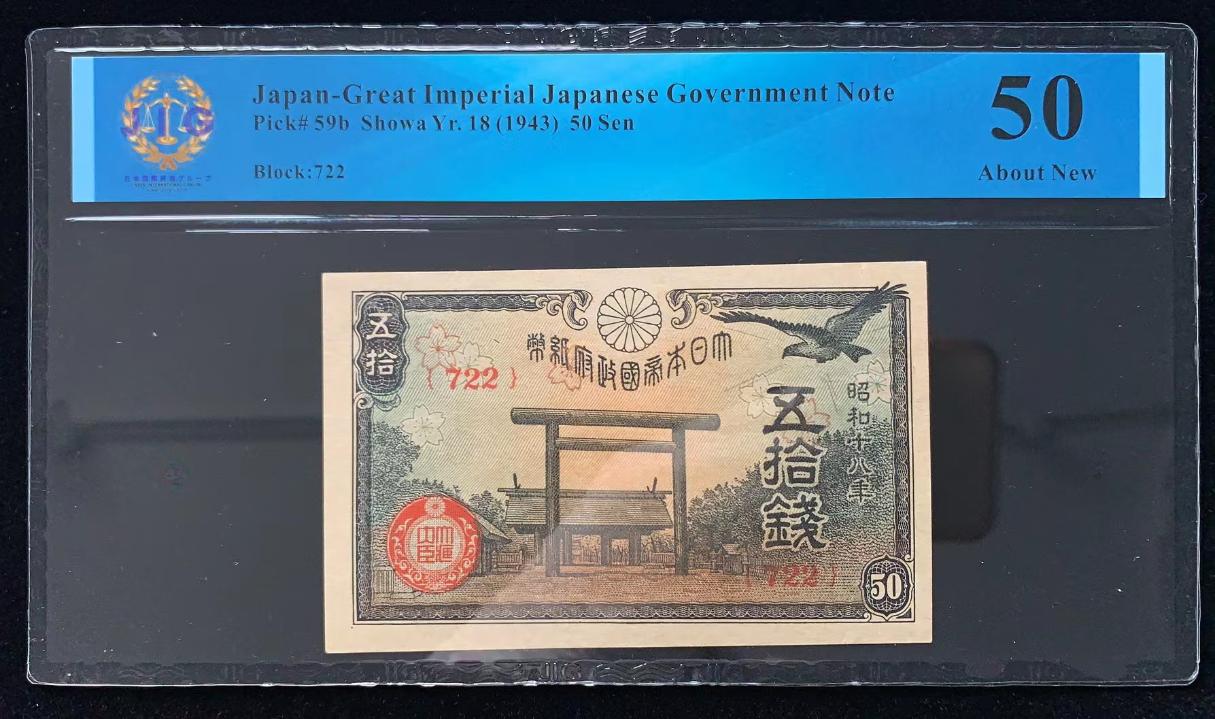 Japan-Great Imperial Japanese Government Note
Pick# 59b Showa Yr. 18 (1943) 50 Sen
Block:722
50
About New
JIG
五拾
大日本帝國政府紙幣
{722}
昭和十八年
五拾錢
{722}
50